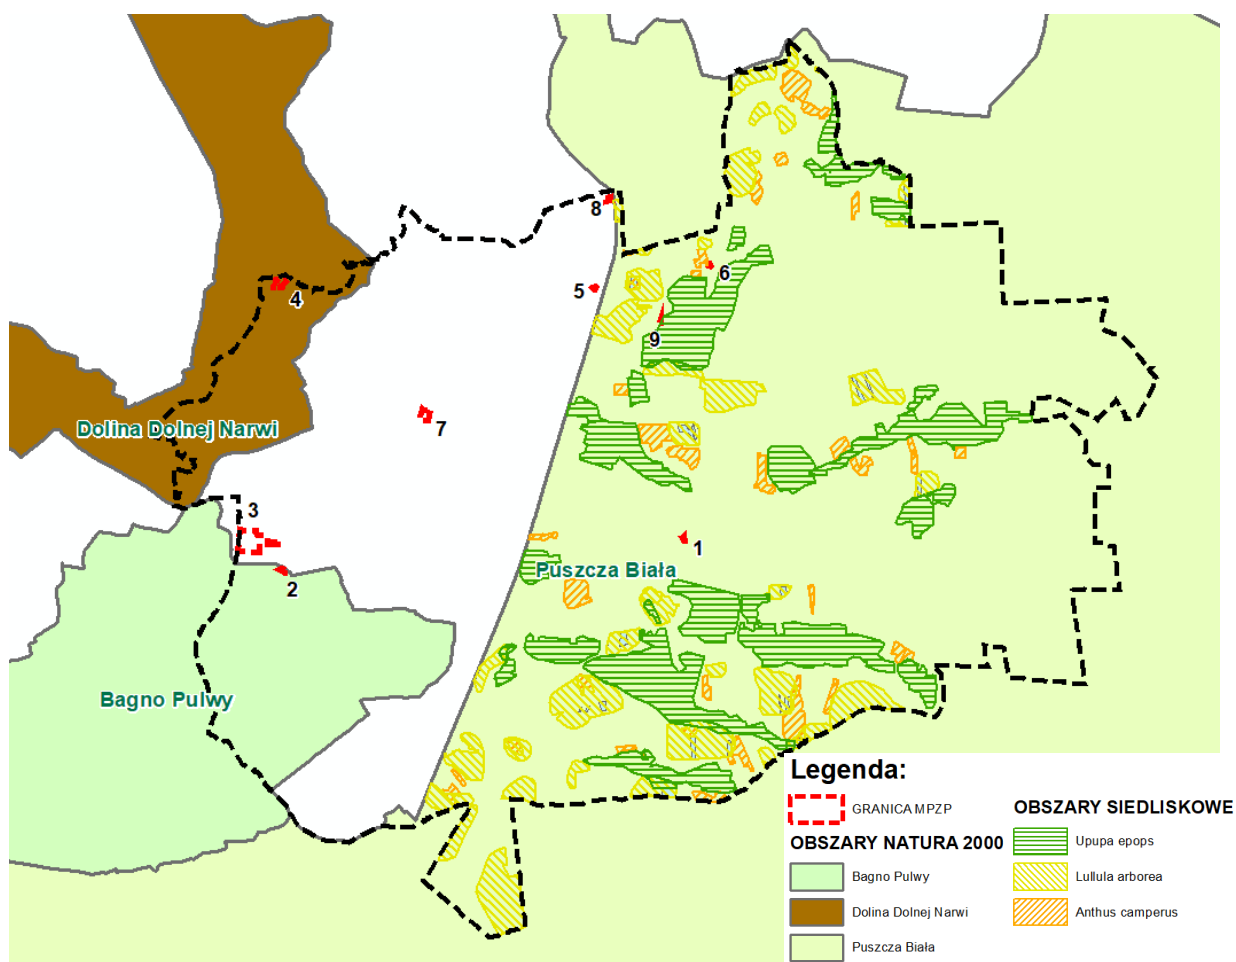 8
6
5
4
9
7
Dolina Dolnej Narwi
3
1
Puszcza Biała
2
Bagno Pulwy
Legenda:
GRANICA MPZP
OBSZARY NATURA 2000
Bagno Pulwy
Dolina Dolnej Narwi
Puszcza Biała
OBSZARY SIEDLISKOWE
Upupa epops
Lullula arborea
Anthus camperus